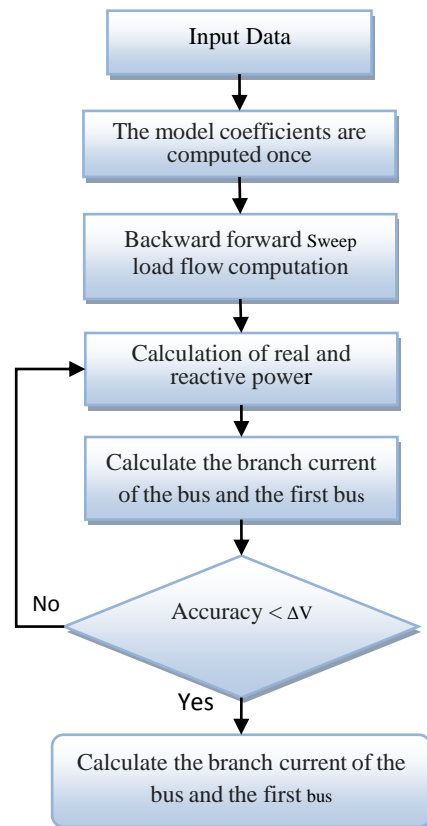 Input Data
The model coefficients are
computed once
Backward forward Sweep
load flow computation
Calculation of real and
reactive power
Calculate the branch current
of the bus and the first bus
No
Accuracy < ΔV
Yes
Calculate the branch current of the
bus and the first bus